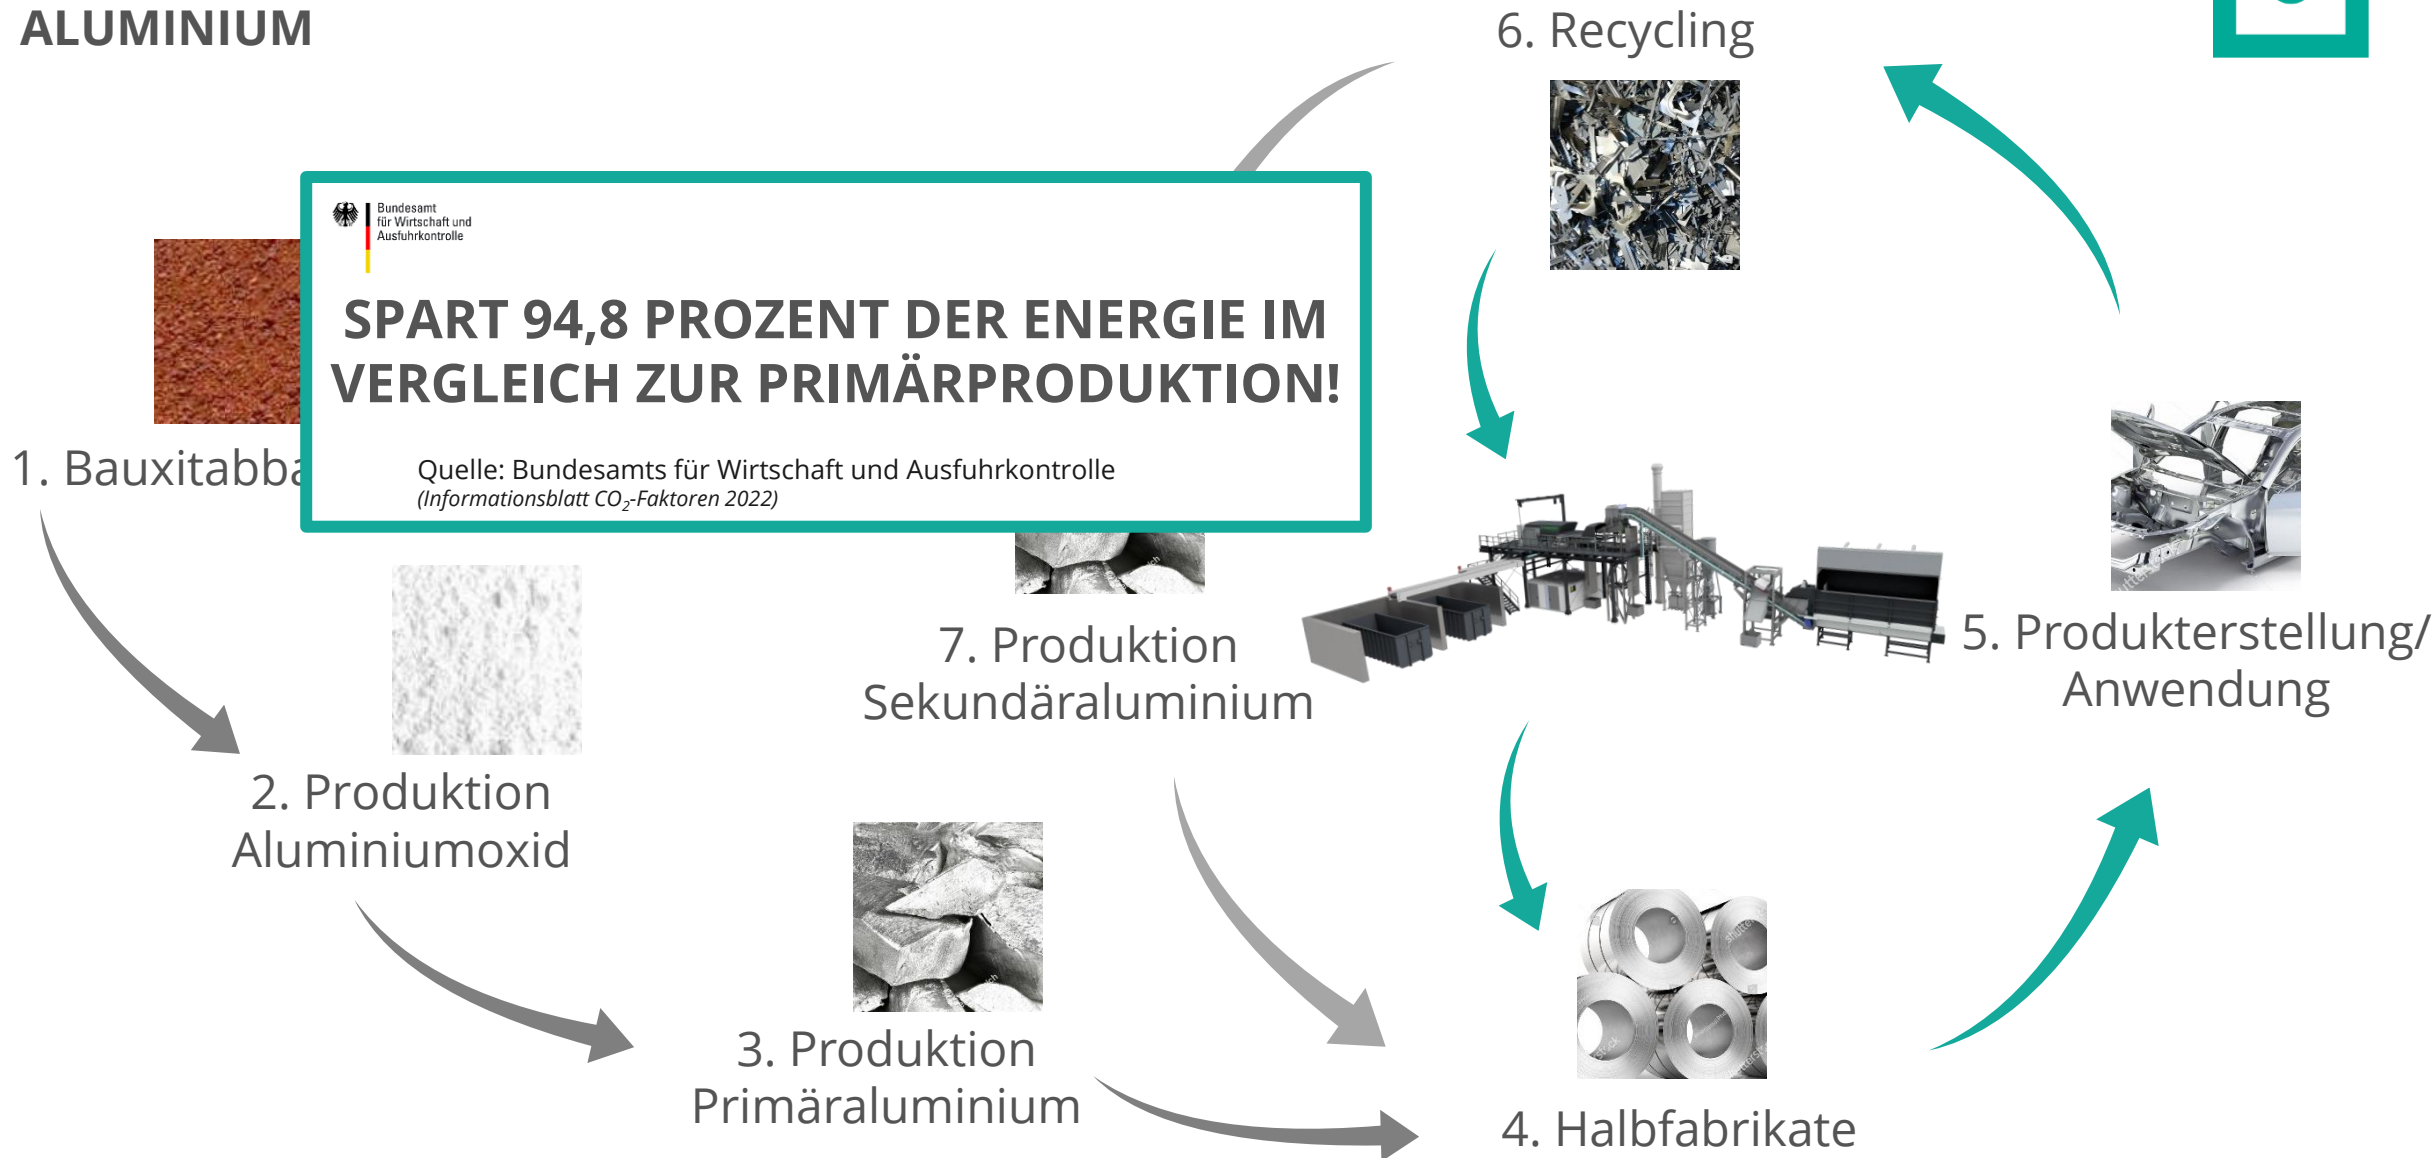 ALUMINIUM
6. Recycling
Bundesamt
für Wirtschaft und
Ausfuhrkontrolle
SPART 94,8 PROZENT DER ENERGIE IM
VERGLEICH ZUR PRIMÄRPRODUKTION!
Quelle: Bundesamts für Wirtschaft und Ausfuhrkontrolle
(Informationsblatt CO₂-Faktoren 2022)
1. Bauxitabba
5. Produkterstellung/
Anwendung
7. Produktion
Sekundäraluminium
2. Produktion
Aluminiumoxid
3. Produktion
Primäraluminium
4. Halbfabrikate